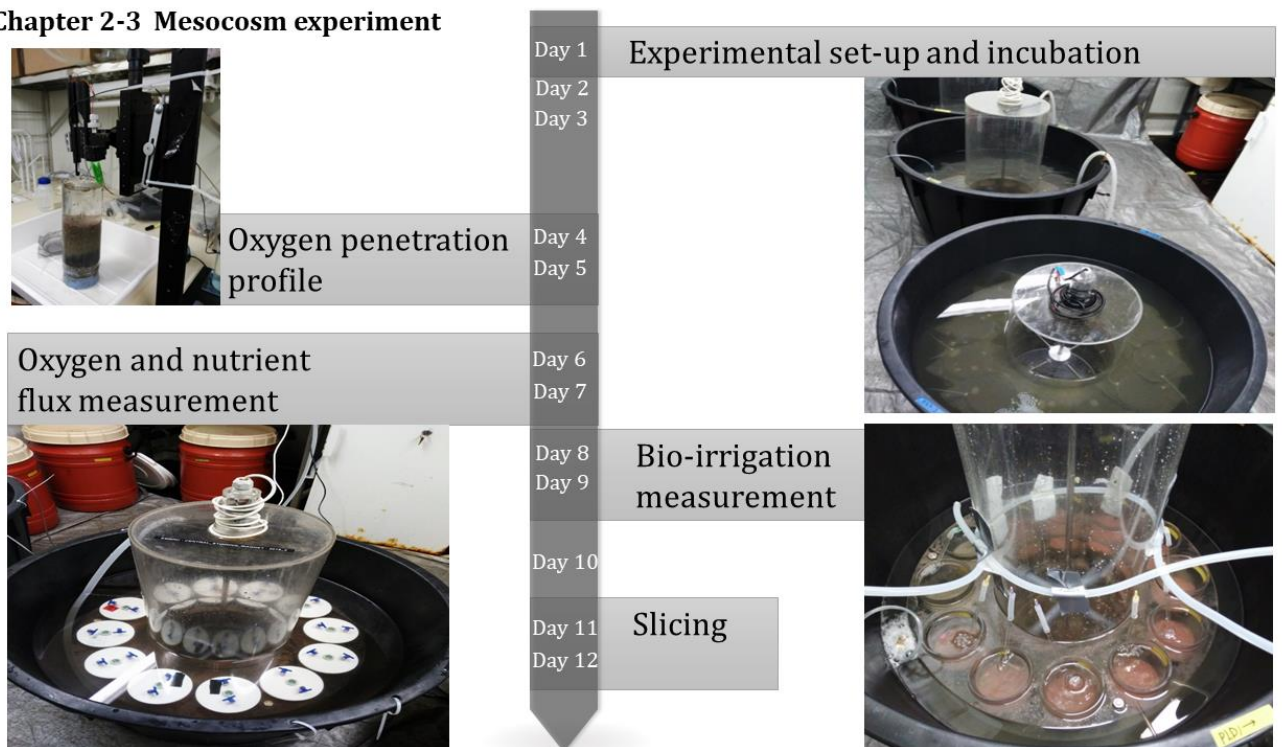 Chapter 2-3 Mesocosm experiment
Day 1
Experimental set-up and incubation
Day 2
Day 3
Oxygen penetration
profile
Day 4
Day 5
Oxygen and nutrient
flux measurement
Day 6
Day 7
Day 8
Day 9
Bio-irrigation
measurement
Day 10
Day 11
Day 12
Slicing